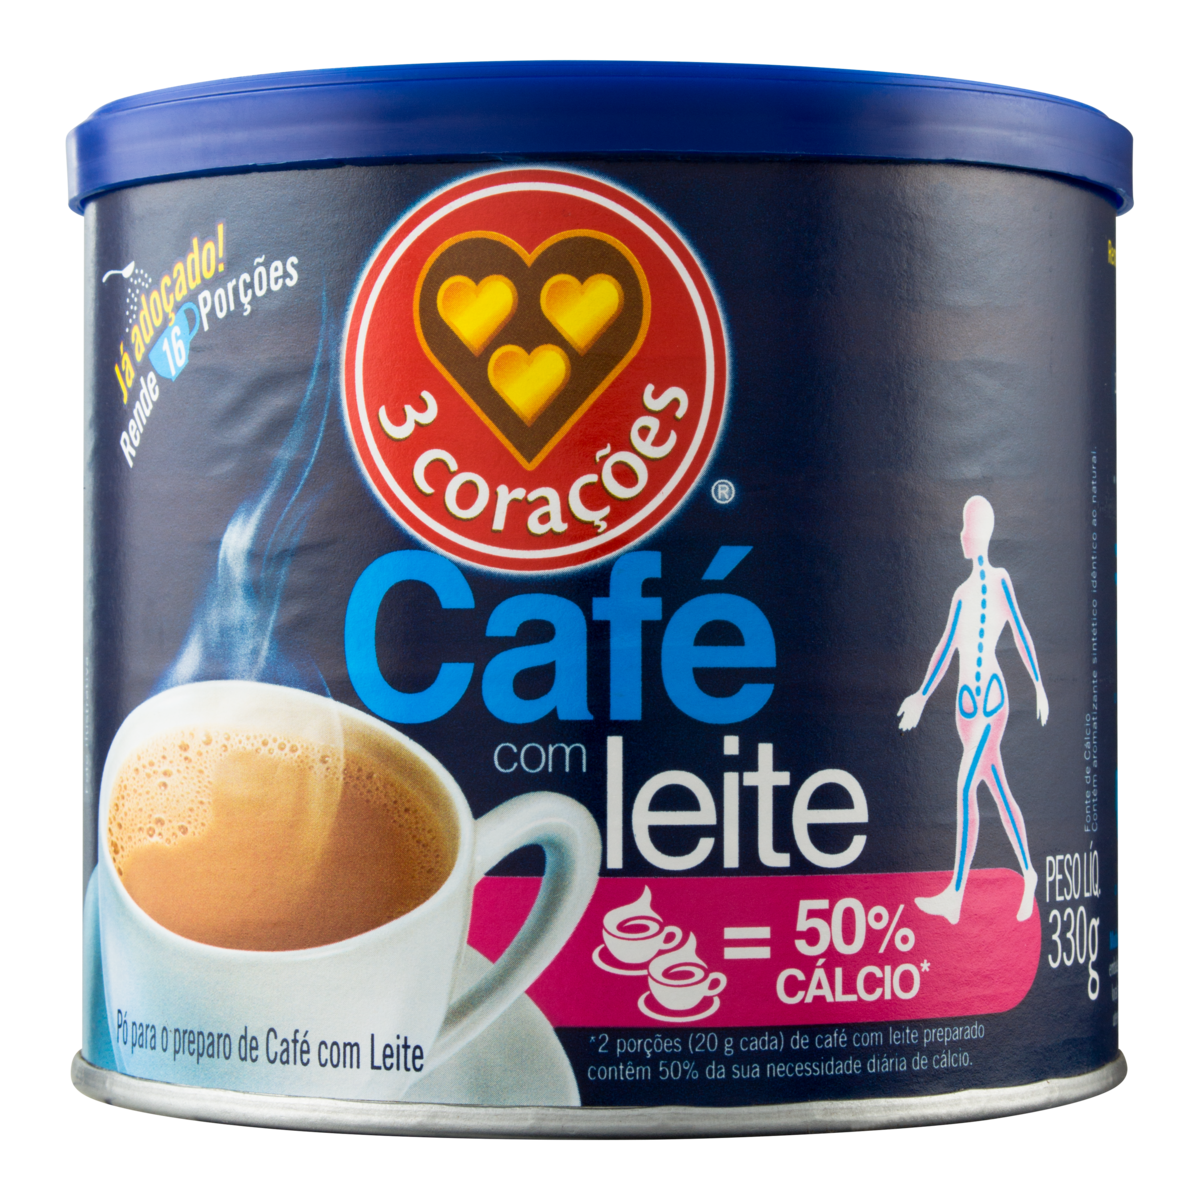 Já adoçado!
Rende 16 Porções
3 corações
®
Café
com leite
= 50%
CÁLCIO*
*2 porções (20 g cada) de café com leite preparado
contêm 50% da sua necessidade diária de cálcio.
Pó para o preparo de Café com Leite
PESO LÍQ.
330g
Fonte de Cálcio
Contém aromatizante sintético idêntico ao natural.